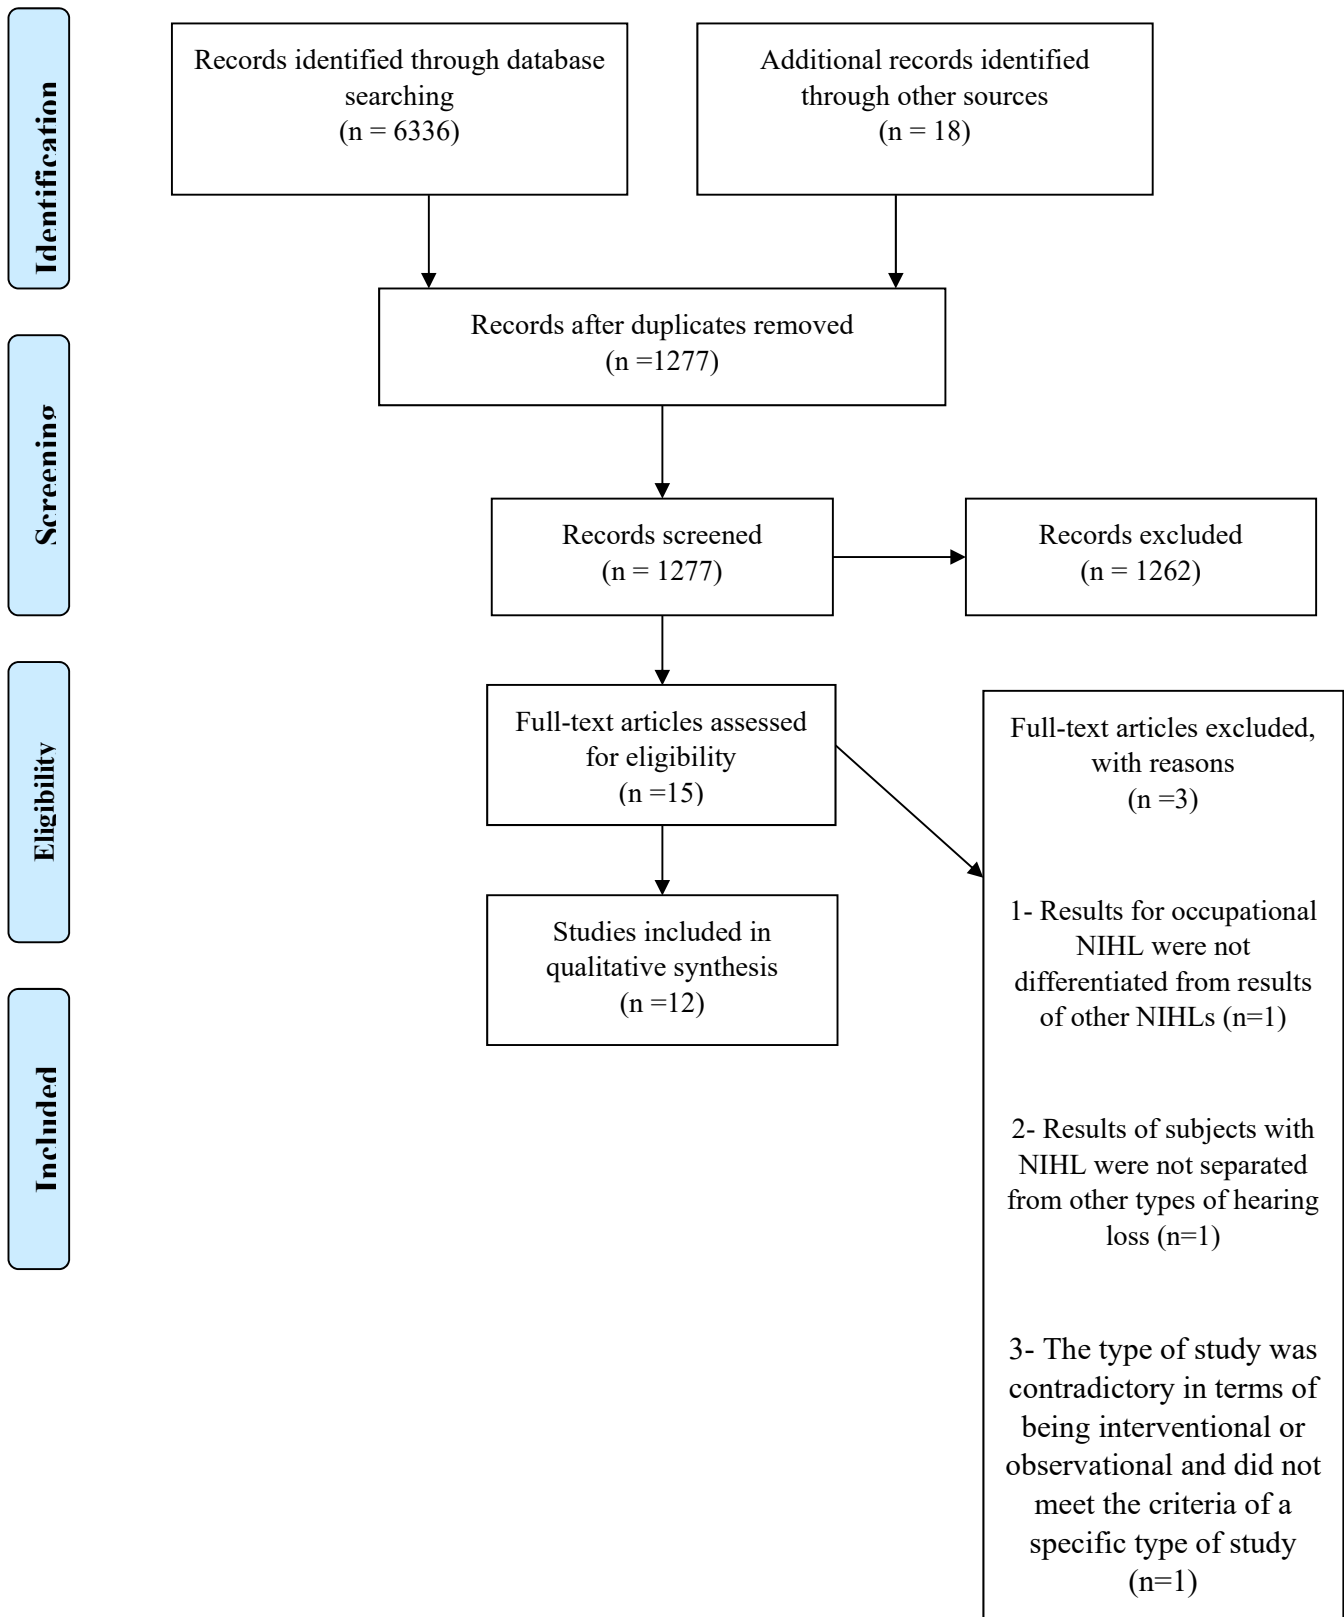 Identification
Records identified through database
searching
(n = 6336)
Additional records identified
through other sources
(n = 18)
Records after duplicates removed
(n =1277)
Screening
Records screened
(n = 1277)
Records excluded
(n = 1262)
Eligibility
Full-text articles assessed
for eligibility
(n =15)
Full-text articles excluded,
with reasons
(n =3)
1- Results for occupational
NIHL were not
differentiated from results
of other NIHLs (n=1)
2- Results of subjects with
NIHL were not separated
from other types of hearing
loss (n=1)
3- The type of study was
contradictory in terms of
being interventional or
observational and did not
meet the criteria of a
specific type of study
(n=1)
Studies included in
qualitative synthesis
(n =12)
Included